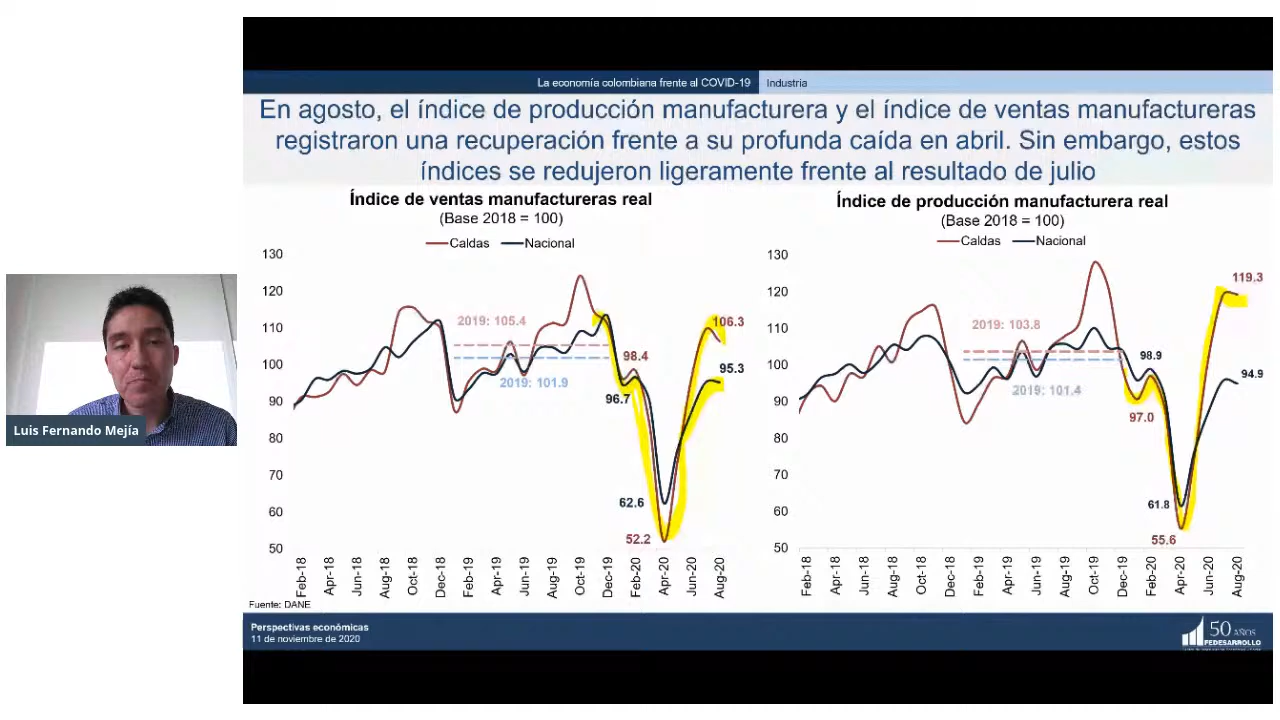 La economía colombiana frente al COVID-19
Industria
En agosto, el índice de producción manufacturera y el índice de ventas manufactureras
registraron una recuperación frente a su profunda caída en abril. Sin embargo, estos
índices se redujeron ligeramente frente al resultado de julio
Índice de ventas manufactureras real
(Base 2018 = 100)
Caldas
Nacional
130
120
110
100
90
80
70
60
50
2019: 105.4
2019: 101.9
98.4
96.7
62.6
52.2
106.3
95.3
Feb-18
Apr-18
Jun-18
Aug-18
Oct-18
Dec-18
Feb-19
Apr-19
Jun-19
Aug-19
Oct-19
Dec-19
Feb-20
Apr-20
Jun-20
Aug-20
Fuente: DANE
Índice de producción manufacturera real
(Base 2018 = 100)
Caldas
Nacional
130
120
110
100
90
80
70
60
50
2019: 103.8
2019: 101.4
98.9
97.0
61.8
55.6
119.3
94.9
Feb-18
Apr-18
Jun-18
Aug-18
Oct-18
Dec-18
Feb-19
Apr-19
Jun-19
Aug-19
Oct-19
Dec-19
Feb-20
Apr-20
Jun-20
Aug-20
Luis Fernando Mejía
Perspectivas económicas
11 de noviembre de 2020
50 AÑOS
FEDESARROLLO